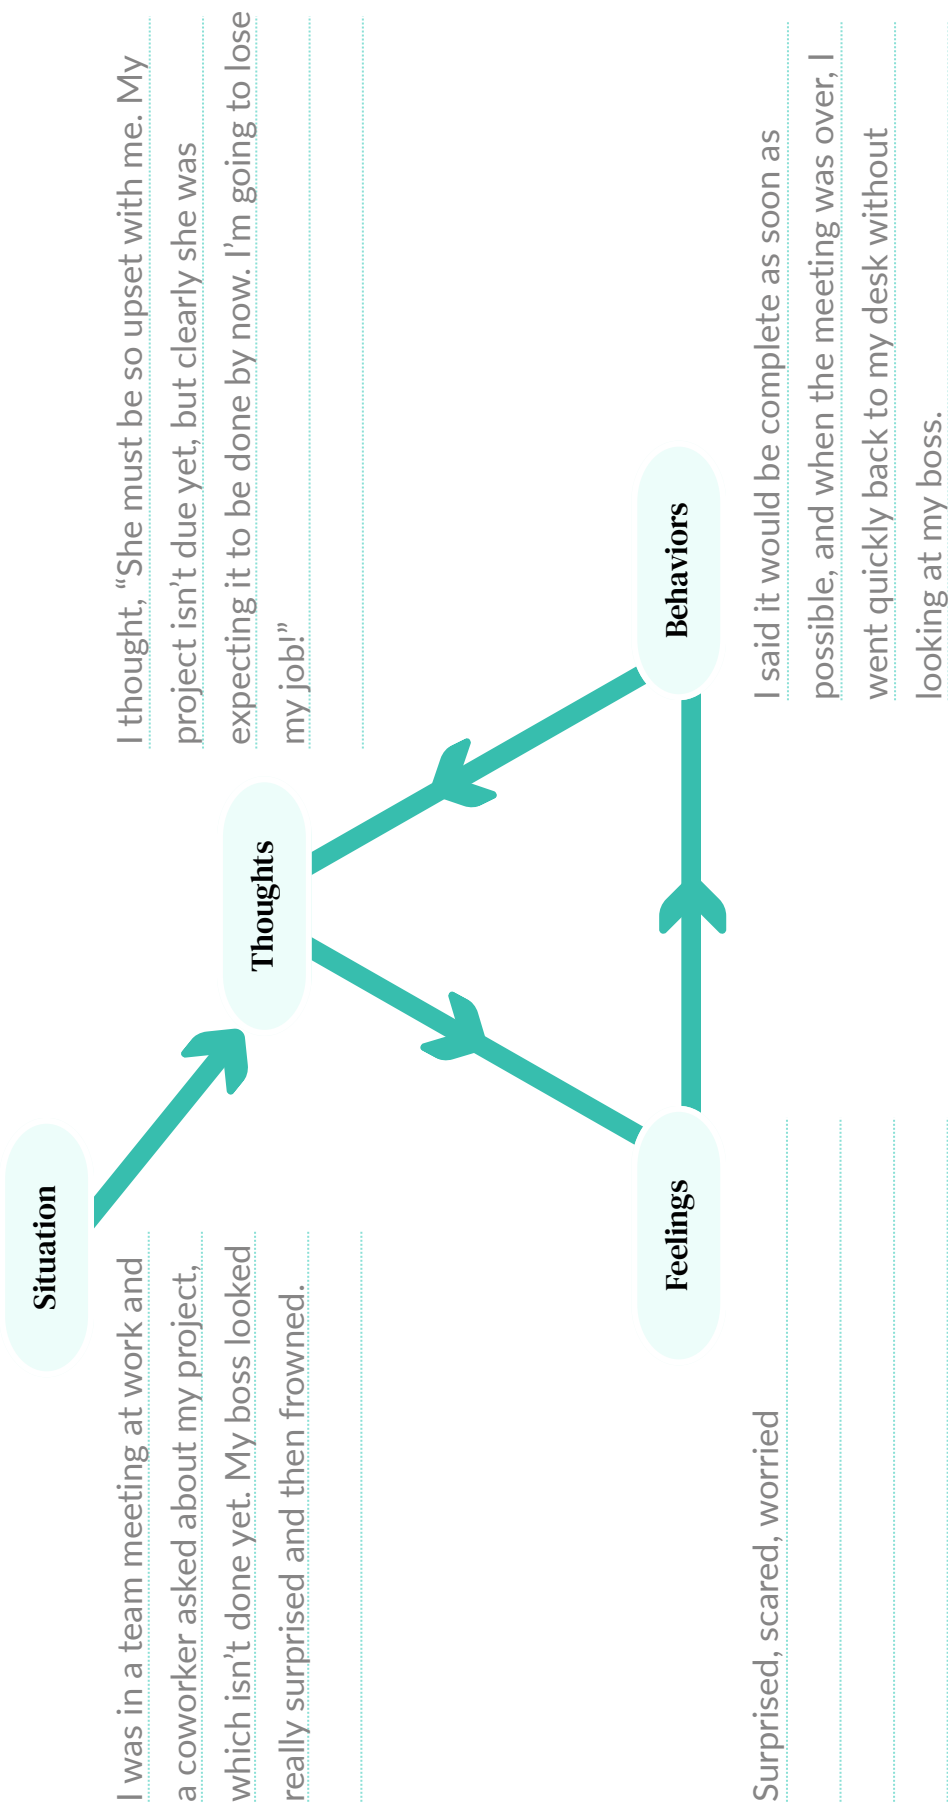 Situation
I was in a team meeting at work and
a coworker asked about my project,
which isn't done yet. My boss looked
really surprised and then frowned.
Thoughts
I thought, “She must be so upset with me. My
project isn't due yet, but clearly she was
expecting it to be done by now. I'm going to lose
my job!”
Feelings
Surprised, scared, worried
Behaviors
I said it would be complete as soon as
possible, and when the meeting was over, I
went quickly back to my desk without
looking at my boss.